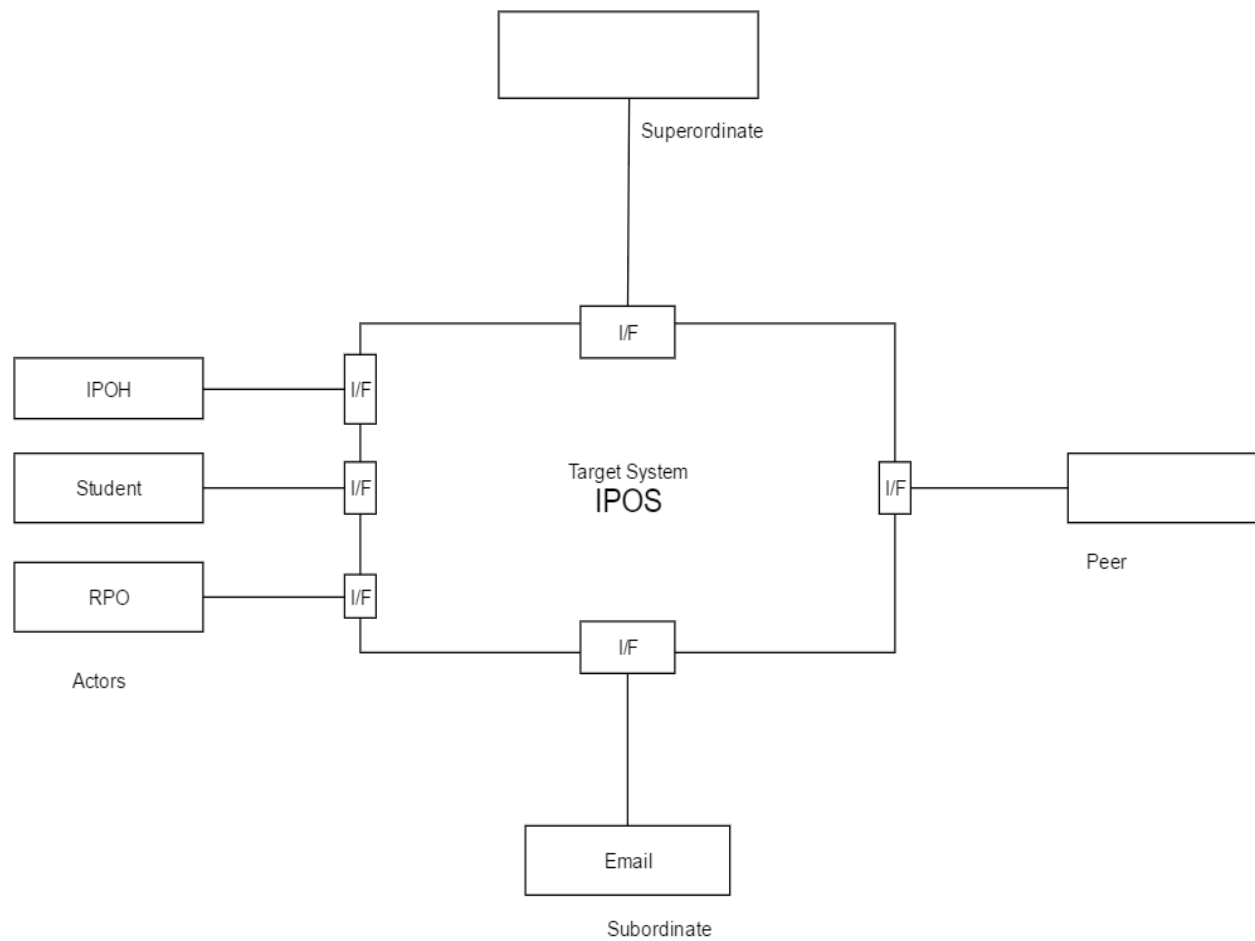 Superordinate
I/F
IPOH
I/F
Student
I/F
Target System
IPOS
I/F
RPO
I/F
Peer
Actors
I/F
Email
Subordinate